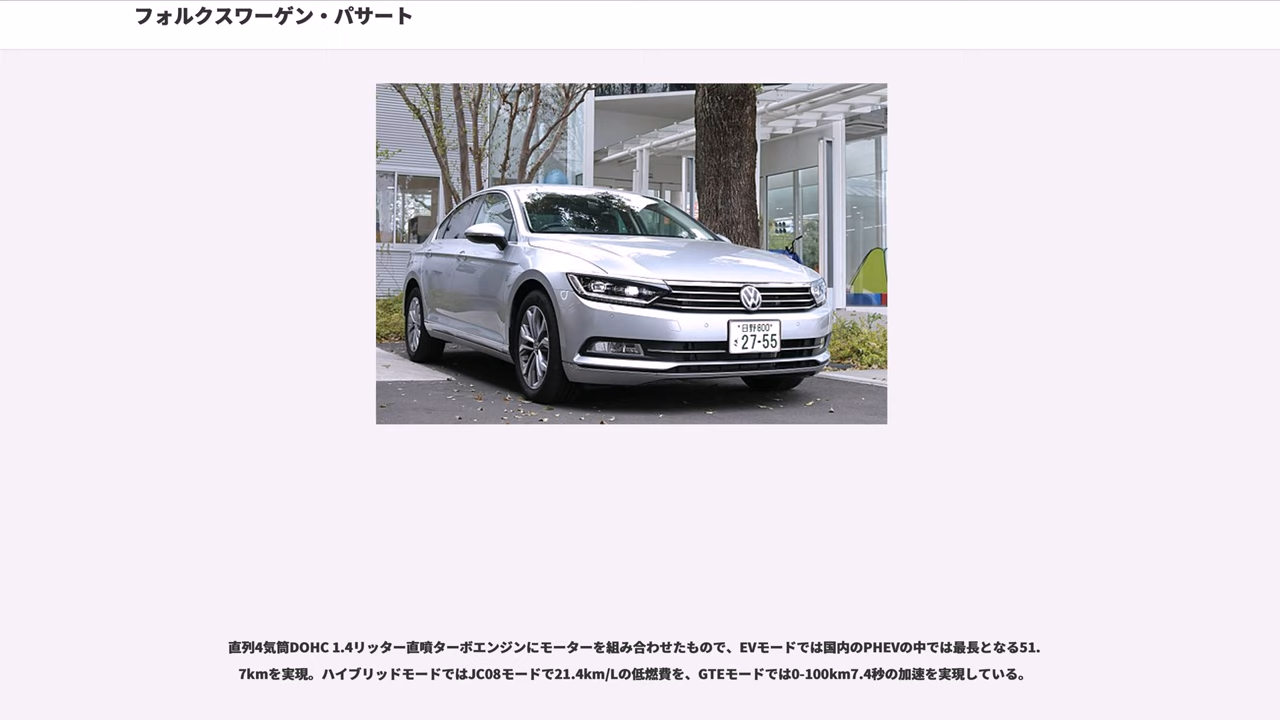 フォルクスワーゲン・パサート
日野800
さ 27-55
直列4気筒DOHC 1.4リッター直噴ターボエンジンにモーターを組み合わせたもので、EVモードでは国内のPHEVの中では最長となる51.
7kmを実現。ハイブリッドモードではJC08モードで21.4km/Lの低燃費を、GTEモードでは0-100km7.4秒の加速を実現している。